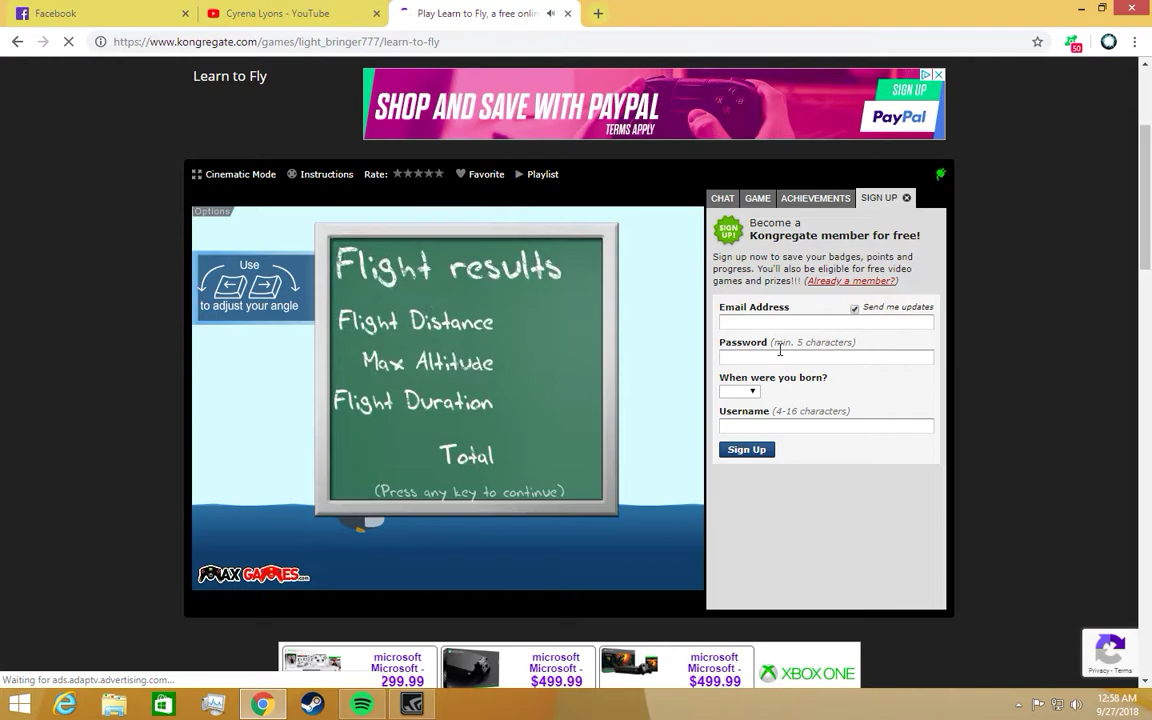 Facebook
Cyrena Lyons - YouTube
Play Learn to Fly, a free onlin
https://www.kongregate.com/games/light_bringer777/learn-to-fly
50
Learn to Fly
SHOP AND SAVE WITH PAYPAL
TERMS APPLY
SIGN UP
PayPal
Cinematic Mode
Instructions
Rate:
Favorite
Playlist
CHAT
GAME
ACHIEVEMENTS
SIGN UP
Options
Use
to adjust your angle
Flight results
Flight Distance
Max Altitude
Flight Duration
Total
(Press any key to continue)
MAX GAMES.com
SIGN UP!
Become a
Kongregate member for free!
Sign up now to save your badges, points and
progress. You'll also be eligible for free video
games and prizes!!! (Already a member?)
Email Address
Send me updates
Password (min. 5 characters)
When were you born?
Username (4-16 characters)
Sign Up
microsoft
Microsoft -
299.99
microsoft
Microsoft -
$499.99
microsoft
Microsoft -
$499.99
XBOX ONE
Privacy - Terms
Waiting for ads.adaptv.advertising.com...
12:58 AM
9/27/2018